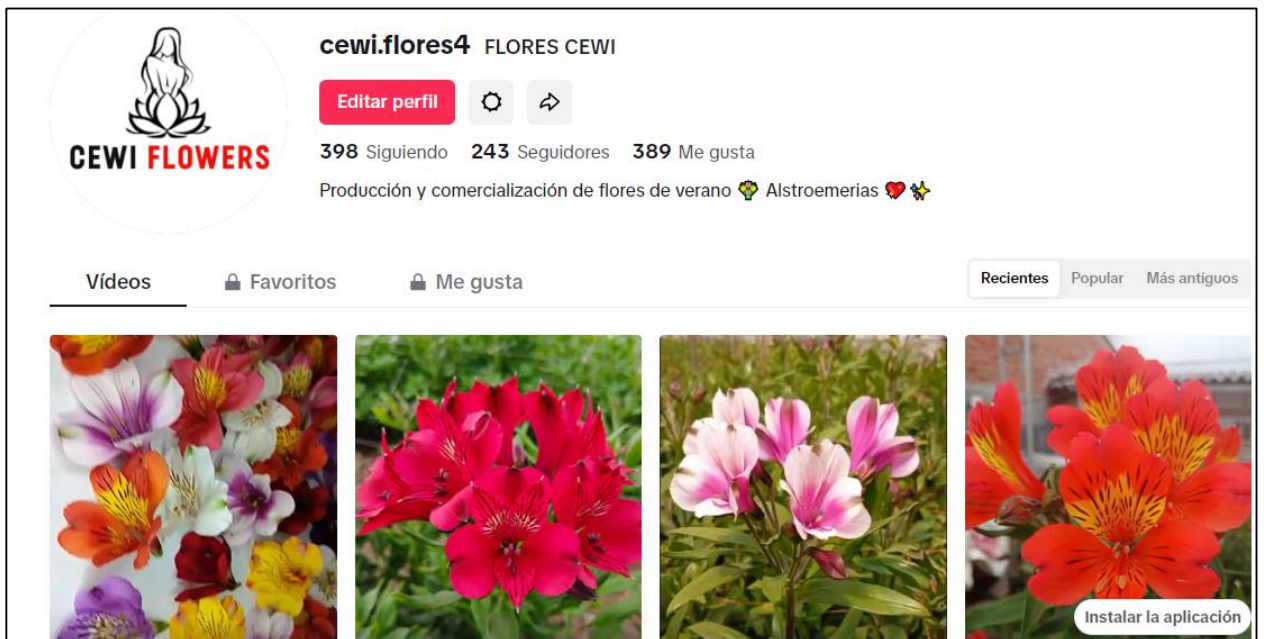 cewi.flores4 FLORES CEWI
Editar perfil
398 Siguiendo 243 Seguidores 389 Me gusta
Producción y comercialización de flores de verano 💐 Alstroemerias 💖✨
CEWI FLOWERS
Vídeos Favoritos Me gusta
Recientes Popular Más antiguos
Instalar la aplicación